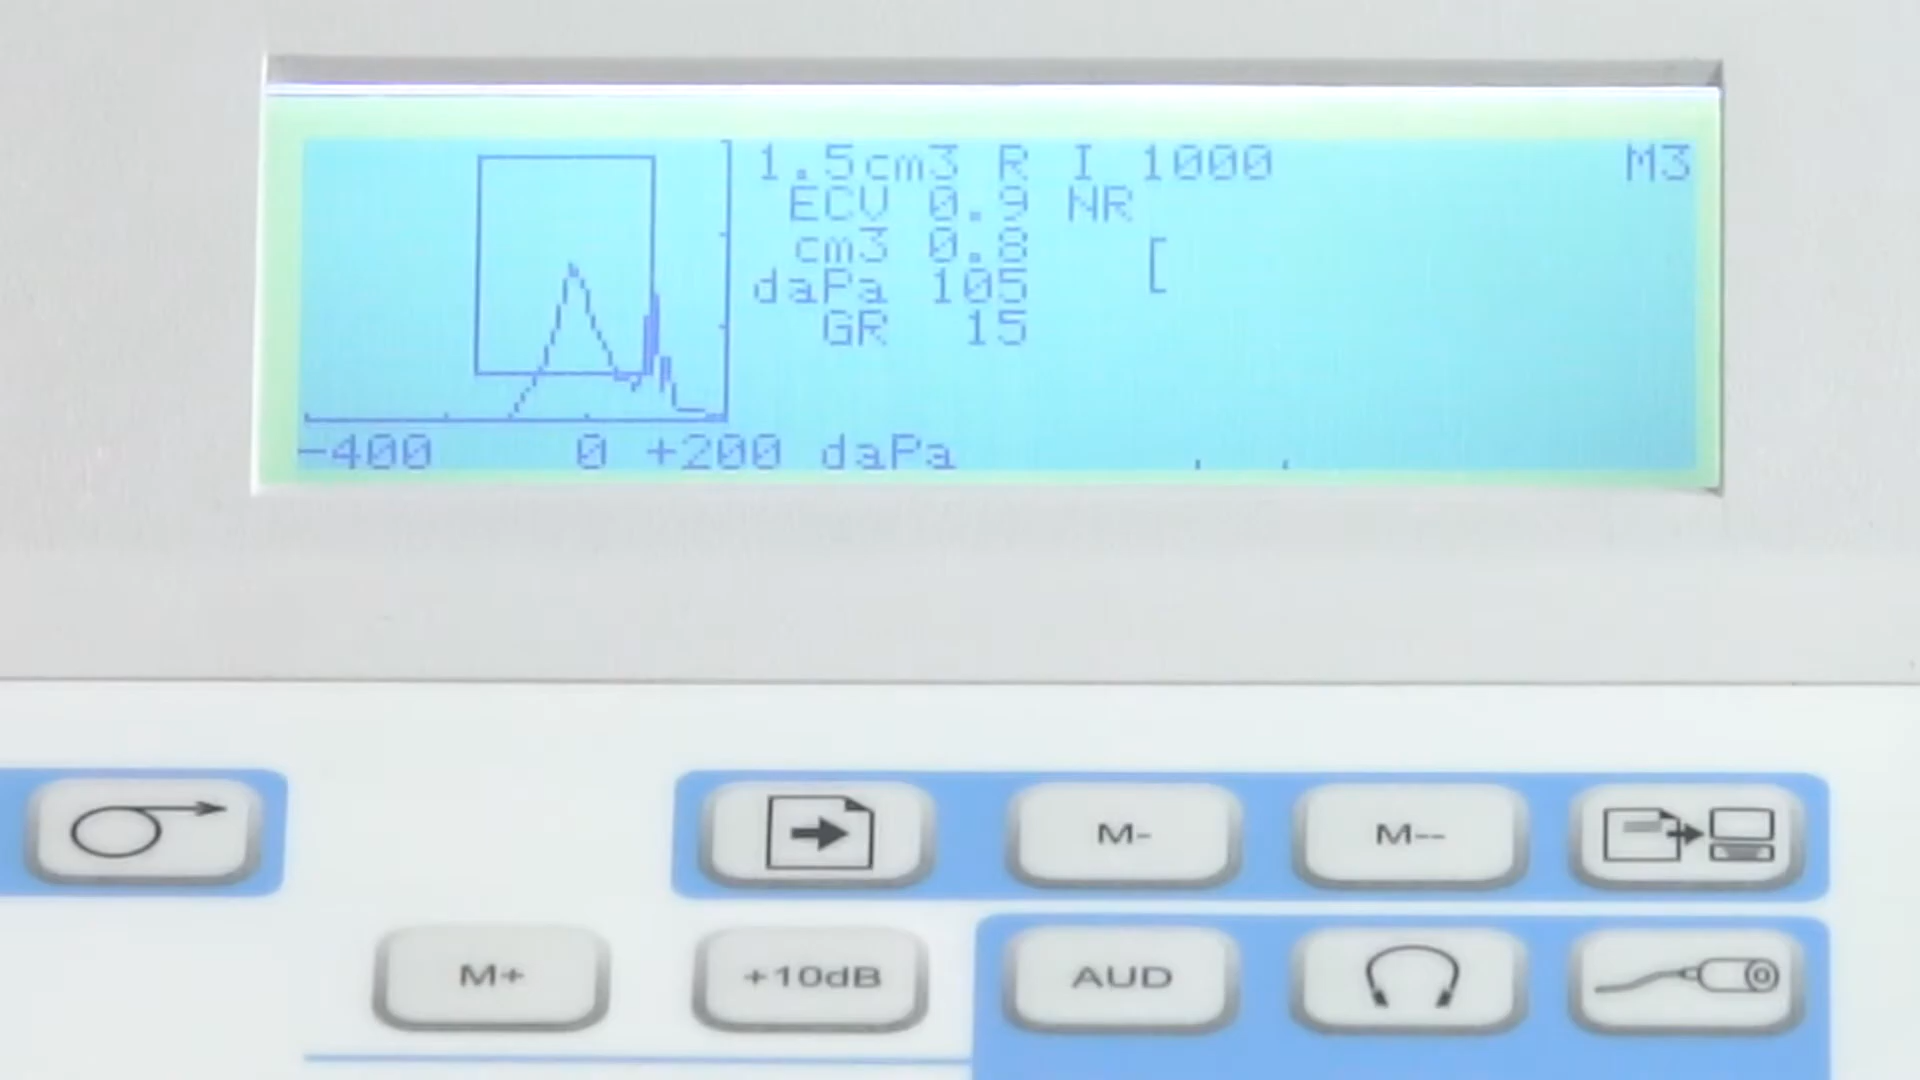 1.5cm3 R I 1000 M3
ECV 0.9 NR
cm3 0.8 [
daPa 105
GR 15
-400 0 +200 daPa
M- M--
M+ +10dB AUD